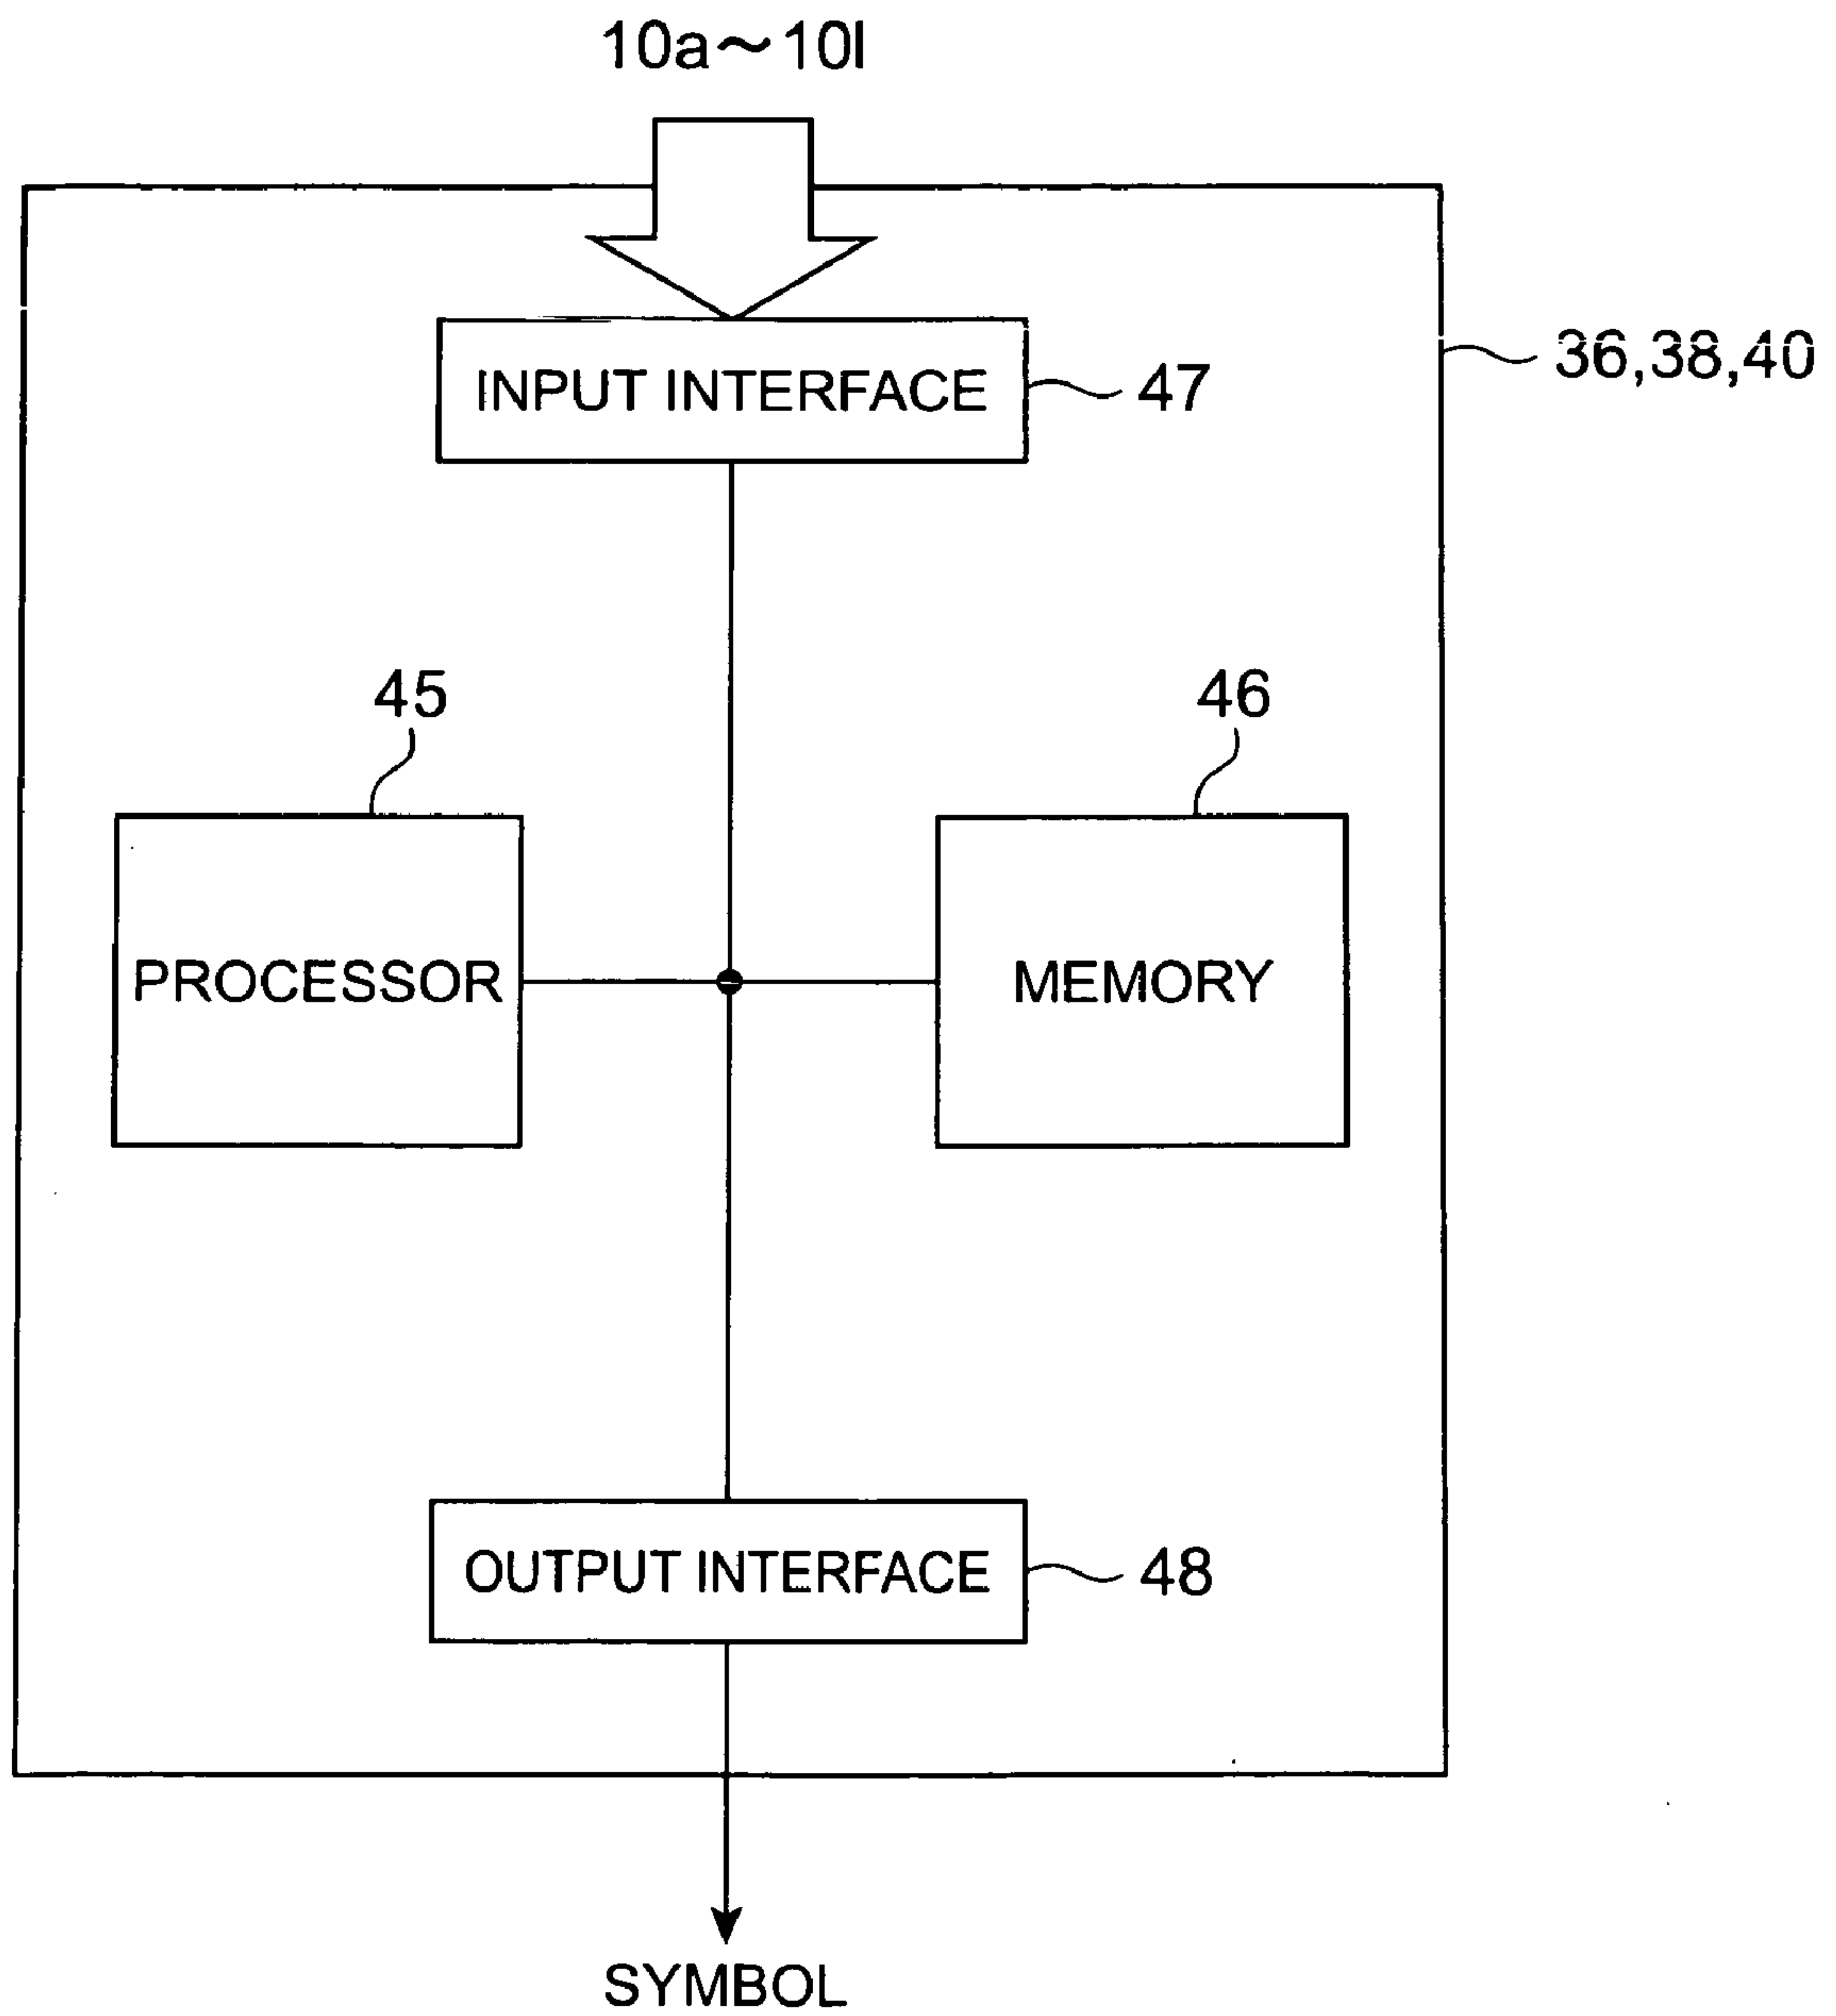 10a～10l
36,38,40
INPUT INTERFACE
47
45
46
PROCESSOR
MEMORY
OUTPUT INTERFACE
48
SYMBOL